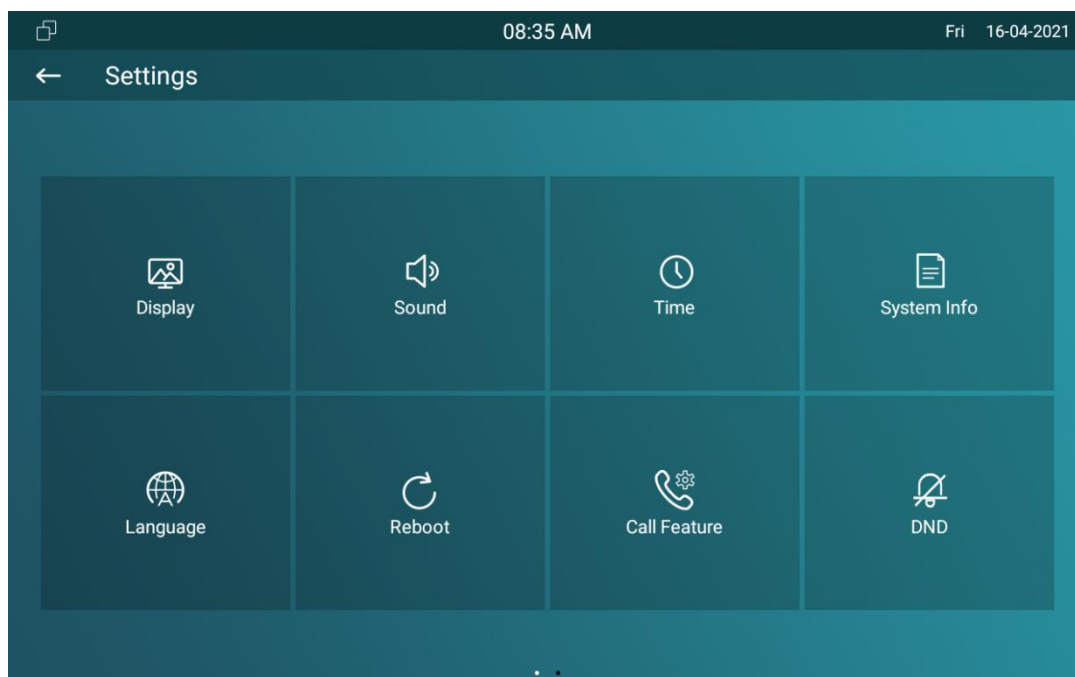 08:35 AM
Fri 16-04-2021
Settings
Display
Sound
Time
System Info
Language
Reboot
Call Feature
DND